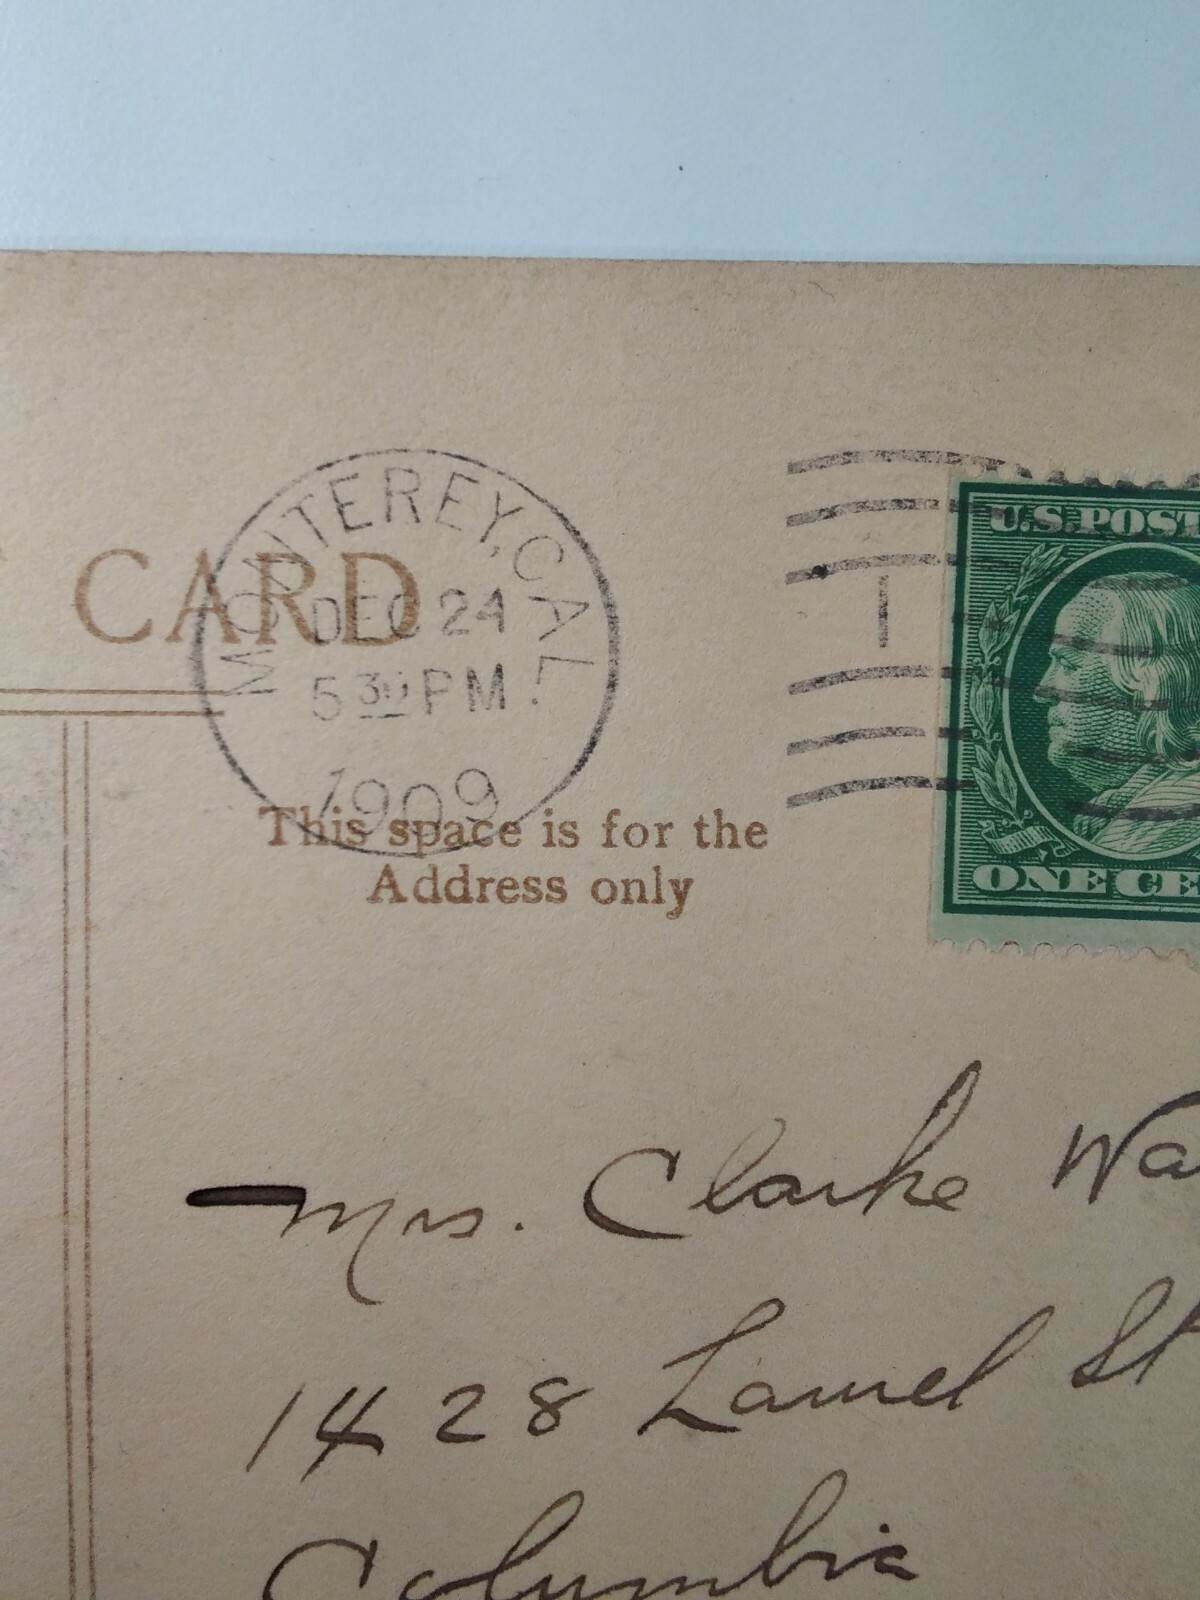 CARD
MONTEREY, CAL.
DEC 24
5 30 PM
1909
1
U.S. POST
ONE CE
This space is for the
Address only
Mrs. Clarke Wa
1428 Laurel St
Columbia